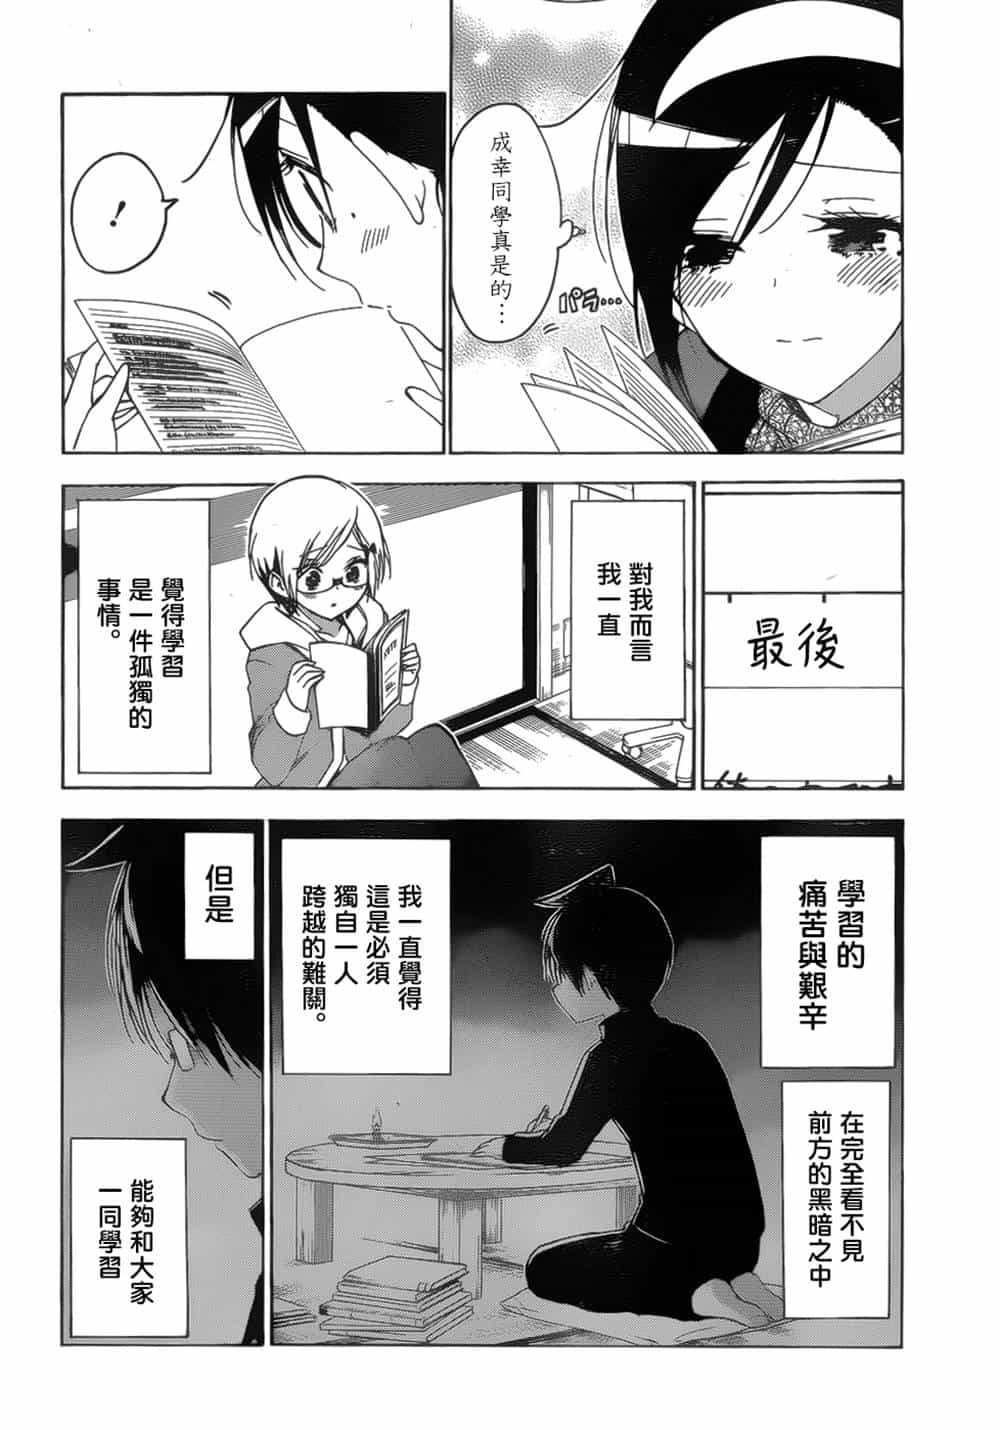 成幸同學真是的…
パラ…
！
最後
對我而言
我一直
覺得學習
是一件孤獨的
事情。
1970
學習的
痛苦與艱辛
在完全看不見
前方的黑暗之中
我一直覺得
這是必須
獨自一人
跨越的難關。
但是
能夠和大家
一同學習